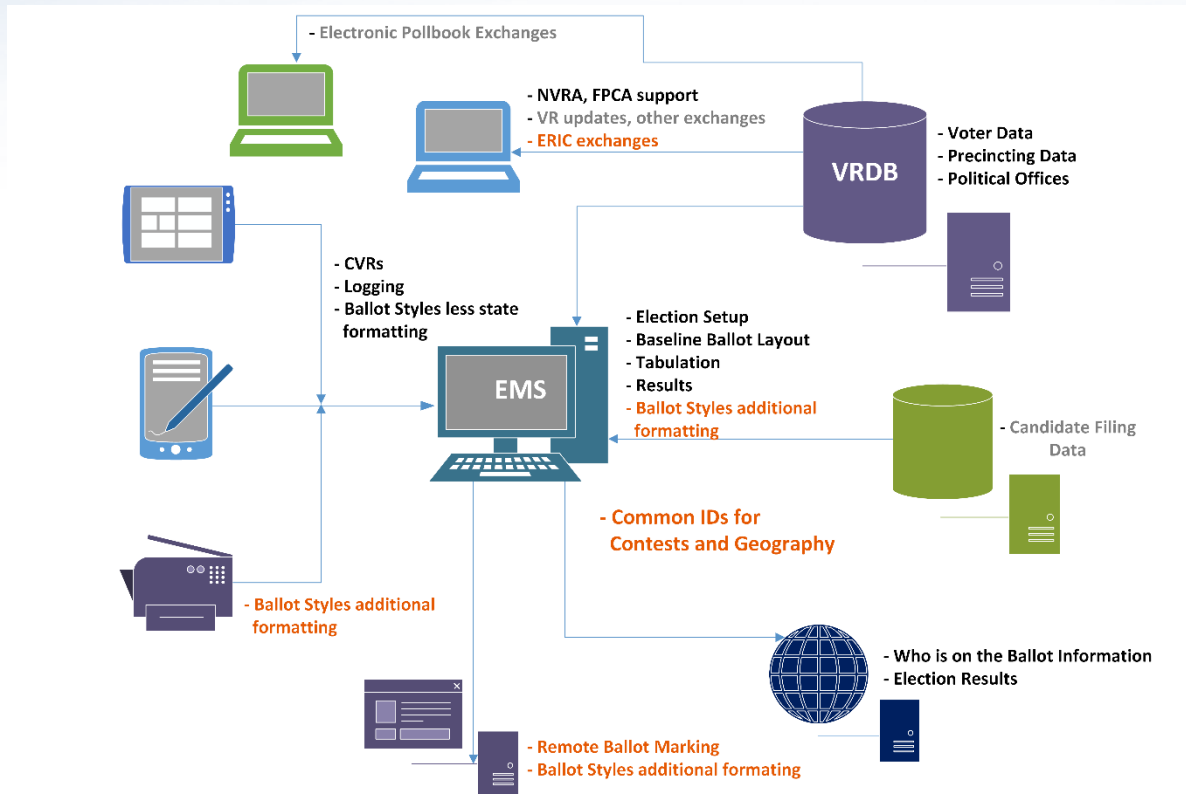 - Electronic Pollbook Exchanges
- NVRA, FPCA support
- VR updates, other exchanges
- ERIC exchanges
VRDB
- Voter Data
- Precincting Data
- Political Offices
- CVRs
- Logging
- Ballot Styles less state
formatting
EMS
- Election Setup
- Baseline Ballot Layout
- Tabulation
- Results
- Ballot Styles additional
formatting
- Candidate Filing
Data
- Common IDs for
Contests and Geography
- Ballot Styles additional
formatting
- Who is on the Ballot Information
- Election Results
- Remote Ballot Marking
- Ballot Styles additional formating